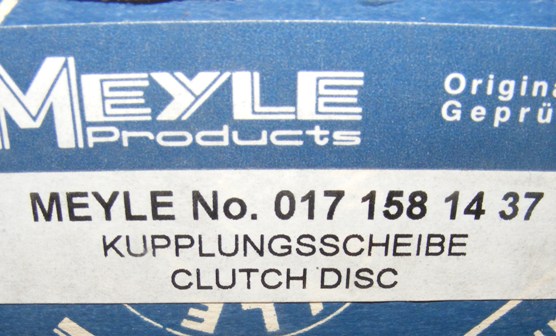 MEYLE
Products
MEYLE No. 017 158 14 37
KUPPLUNGSSCHEIBE
CLUTCH DISC